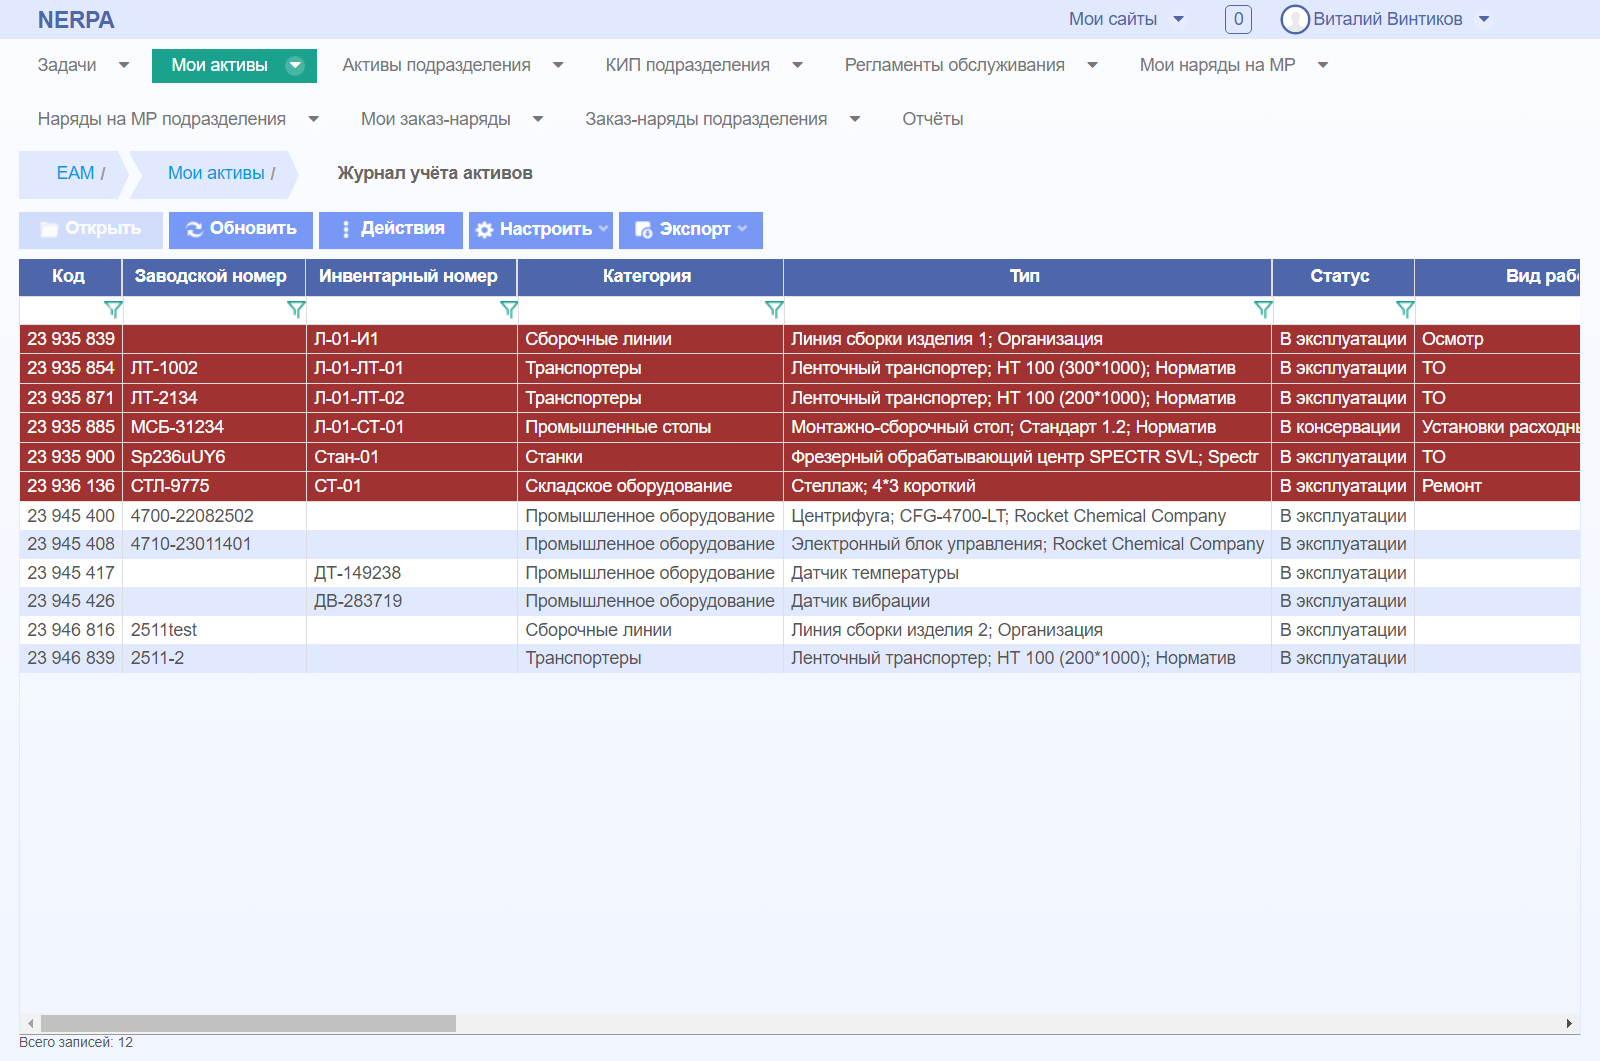 NERPA Мои сайты 0 Виталий Винтиков
Задачи Мои активы Активы подразделения КИП подразделения Регламенты обслуживания Мои наряды на МР
Наряды на МР подразделения Мои заказ-наряды Заказ-наряды подразделения Отчёты
EAM / Мои активы / Журнал учёта активов
Открыть Обновить Действия Настроить Экспорт
Код Заводской номер Инвентарный номер Категория Тип Статус Вид рабо
23 935 839 Л-01-И1 Сборочные линии Линия сборки изделия 1; Организация В эксплуатации Осмотр
23 935 854 ЛТ-1002 Л-01-ЛТ-01 Транспортеры Ленточный транспортер; НТ 100 (300*1000); Норматив В эксплуатации ТО
23 935 871 ЛТ-2134 Л-01-ЛТ-02 Транспортеры Ленточный транспортер; НТ 100 (200*1000); Норматив В эксплуатации ТО
23 935 885 МСБ-31234 Л-01-СТ-01 Промышленные столы Монтажно-сборочный стол; Стандарт 1.2; Норматив В консервации Установки расходны
23 935 900 Sp236uUY6 Стан-01 Станки Фрезерный обрабатывающий центр SPECTR SVL; Spectr В эксплуатации ТО
23 936 136 СТЛ-9775 СТ-01 Складское оборудование Стеллаж; 4*3 короткий В эксплуатации Ремонт
23 945 400 4700-22082502 Промышленное оборудование Центрифуга; CFG-4700-LT; Rocket Chemical Company В эксплуатации
23 945 408 4710-23011401 Промышленное оборудование Электронный блок управления; Rocket Chemical Company В эксплуатации
23 945 417 ДТ-149238 Промышленное оборудование Датчик температуры В эксплуатации
23 945 426 ДВ-283719 Промышленное оборудование Датчик вибрации В эксплуатации
23 946 816 2511test Сборочные линии Линия сборки изделия 2; Организация В эксплуатации
23 946 839 2511-2 Транспортеры Ленточный транспортер; НТ 100 (200*1000); Норматив В эксплуатации
Всего записей: 12